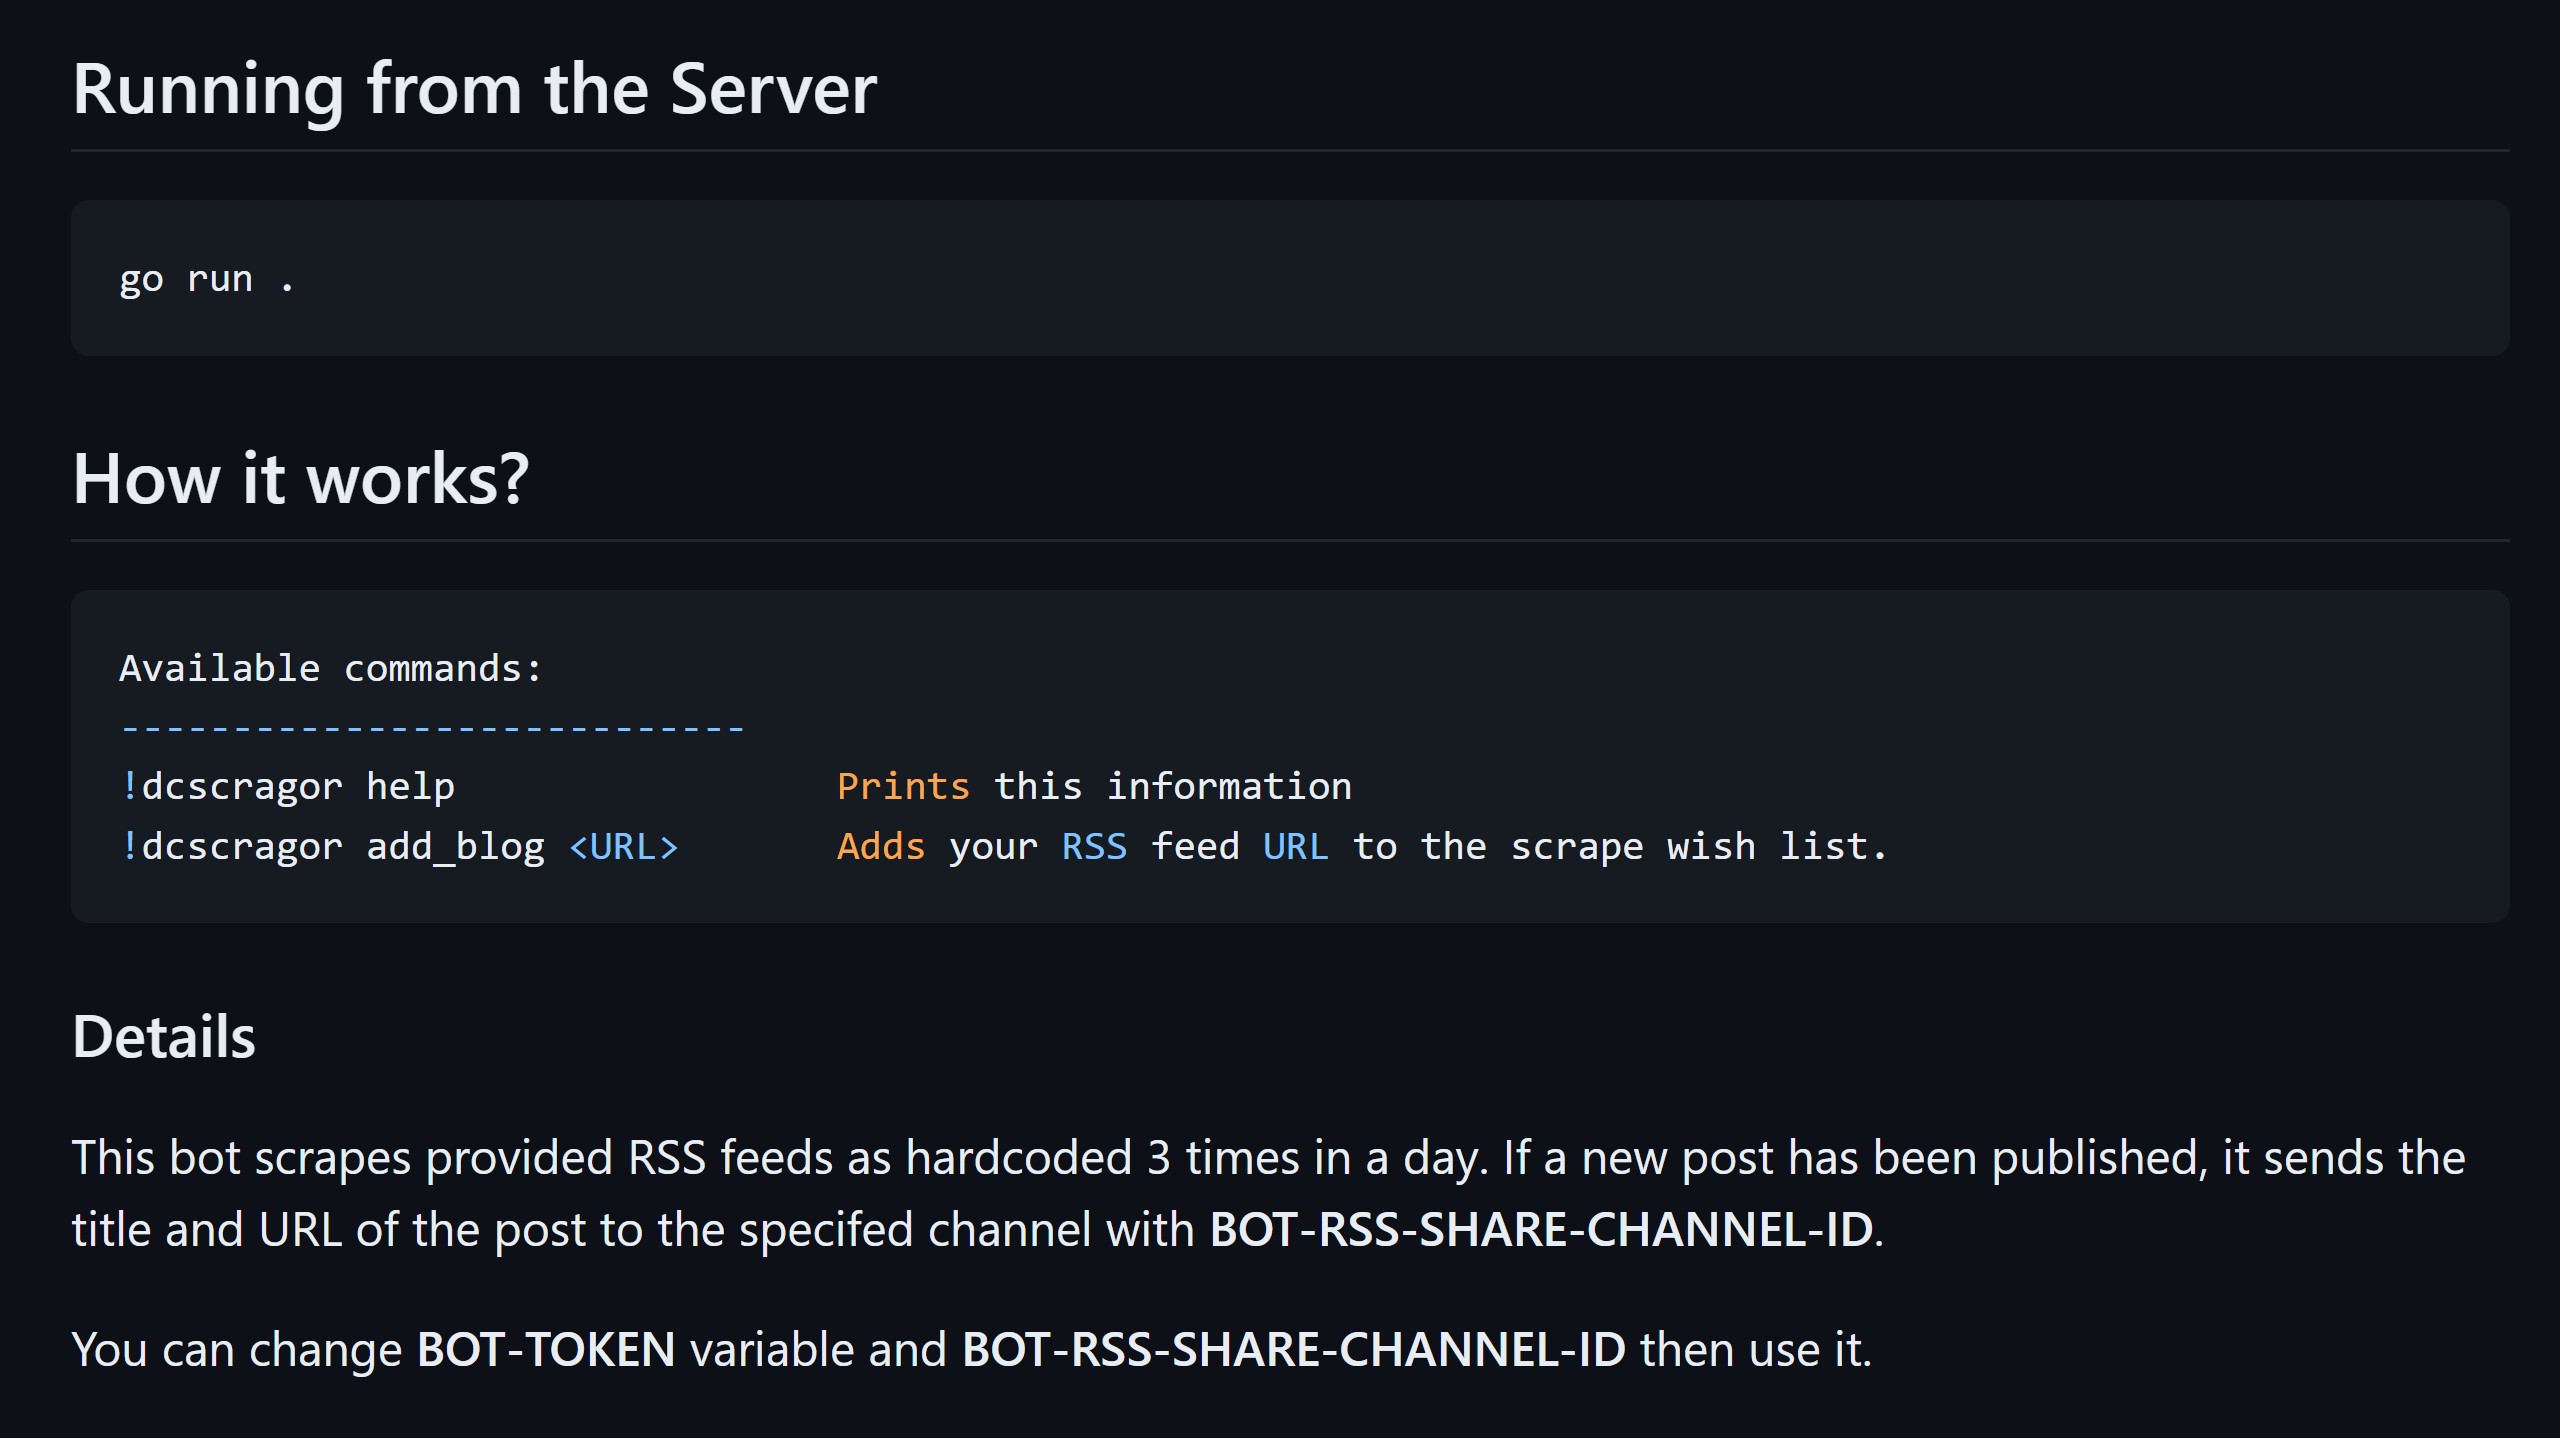 Running from the Server
go run .
How it works?
Available commands:
----------------------------
!dcscragor help                 Prints this information
!dcscragor add_blog <URL>       Adds your RSS feed URL to the scrape wish list.
Details
This bot scrapes provided RSS feeds as hardcoded 3 times in a day. If a new post has been published, it sends the
title and URL of the post to the specifed channel with BOT-RSS-SHARE-CHANNEL-ID.
You can change BOT-TOKEN variable and BOT-RSS-SHARE-CHANNEL-ID then use it.